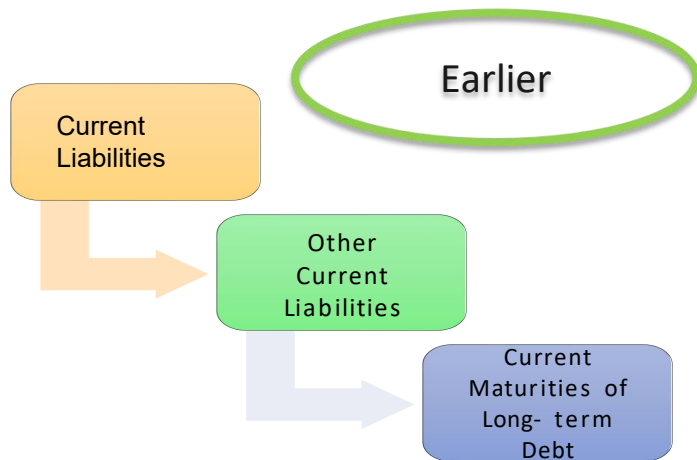 Earlier
Current
Liabilities
Other
Current
Liabilities
Current
Maturities of
Long- term
Debt